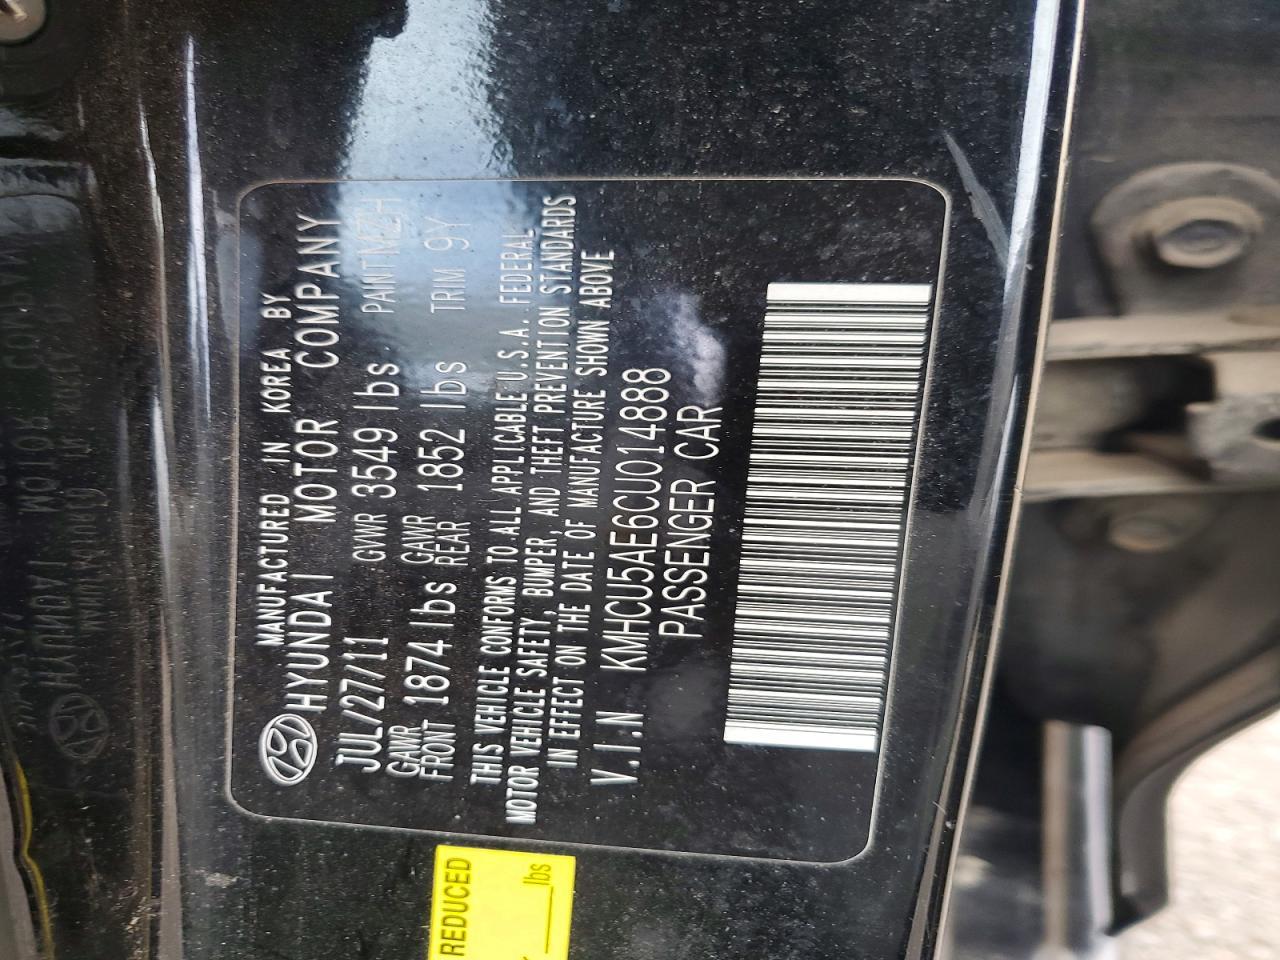 MANUFACTURED IN KOREA BY
HYUNDAI MOTOR COMPANY
JUL/27/11 GVWR 3549 lbs PAINT MZH
GAWR FRONT 1874 lbs GAWR REAR 1852 lbs TRIM 9Y
THIS VEHICLE CONFORMS TO ALL APPLICABLE U.S.A. FEDERAL
MOTOR VEHICLE SAFETY, BUMPER, AND THEFT PREVENTION STANDARDS
IN EFFECT ON THE DATE OF MANUFACTURE SHOWN ABOVE
V.I.N KMHCU5AE6CU014888
PASSENGER CAR
REDUCED
lbs